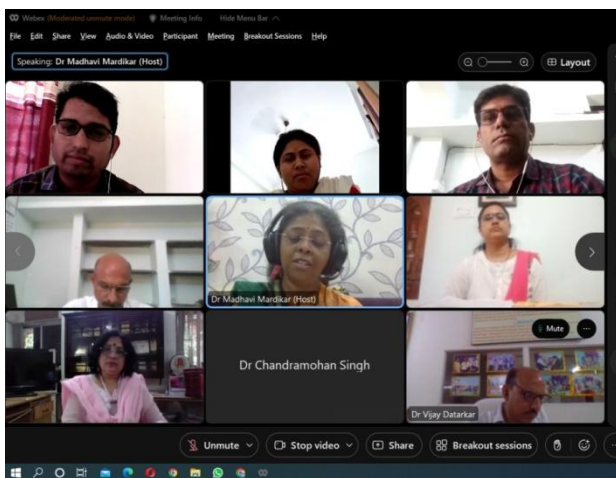 Webex (Moderated unmute mode) Meeting Info Hide Menu Bar
File Edit Share View Audio & Video Participant Meeting Breakout Sessions Help
Speaking: Dr Madhavi Mardikar (Host)
Layout
Dr Madhavi Mardikar (Host)
Dr Chandramohan Singh
Mute
Dr Vijay Datarkar
Unmute Stop video Share Breakout sessions